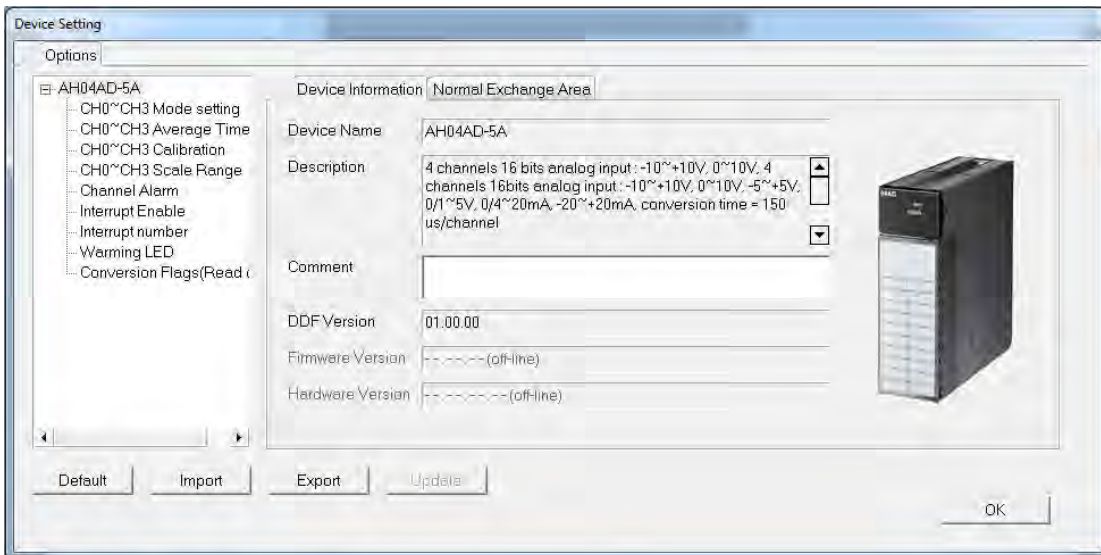 Device Setting
Options
AH04AD-5A
CH0~CH3 Mode setting
CH0~CH3 Average Time
CH0~CH3 Calibration
CH0~CH3 Scale Range
Channel Alarm
Interrupt Enable
Interrupt number
Warming LED
Conversion Flags(Read
Device Information Normal Exchange Area
Device Name AH04AD-5A
Description 4 channels 16 bits analog input : -10~+10V, 0~10V, 4
channels 16bits analog input : -10~+10V, 0~10V, -5~+5V,
0/1~5V, 0/4~20mA, -20~+20mA, conversion time = 150
us/channel
Comment
DDF Version 01.00.00
Firmware Version --.--.--(off-line)
Hardware Version --.--.--.--(off-line)
Default Import Export Update
OK